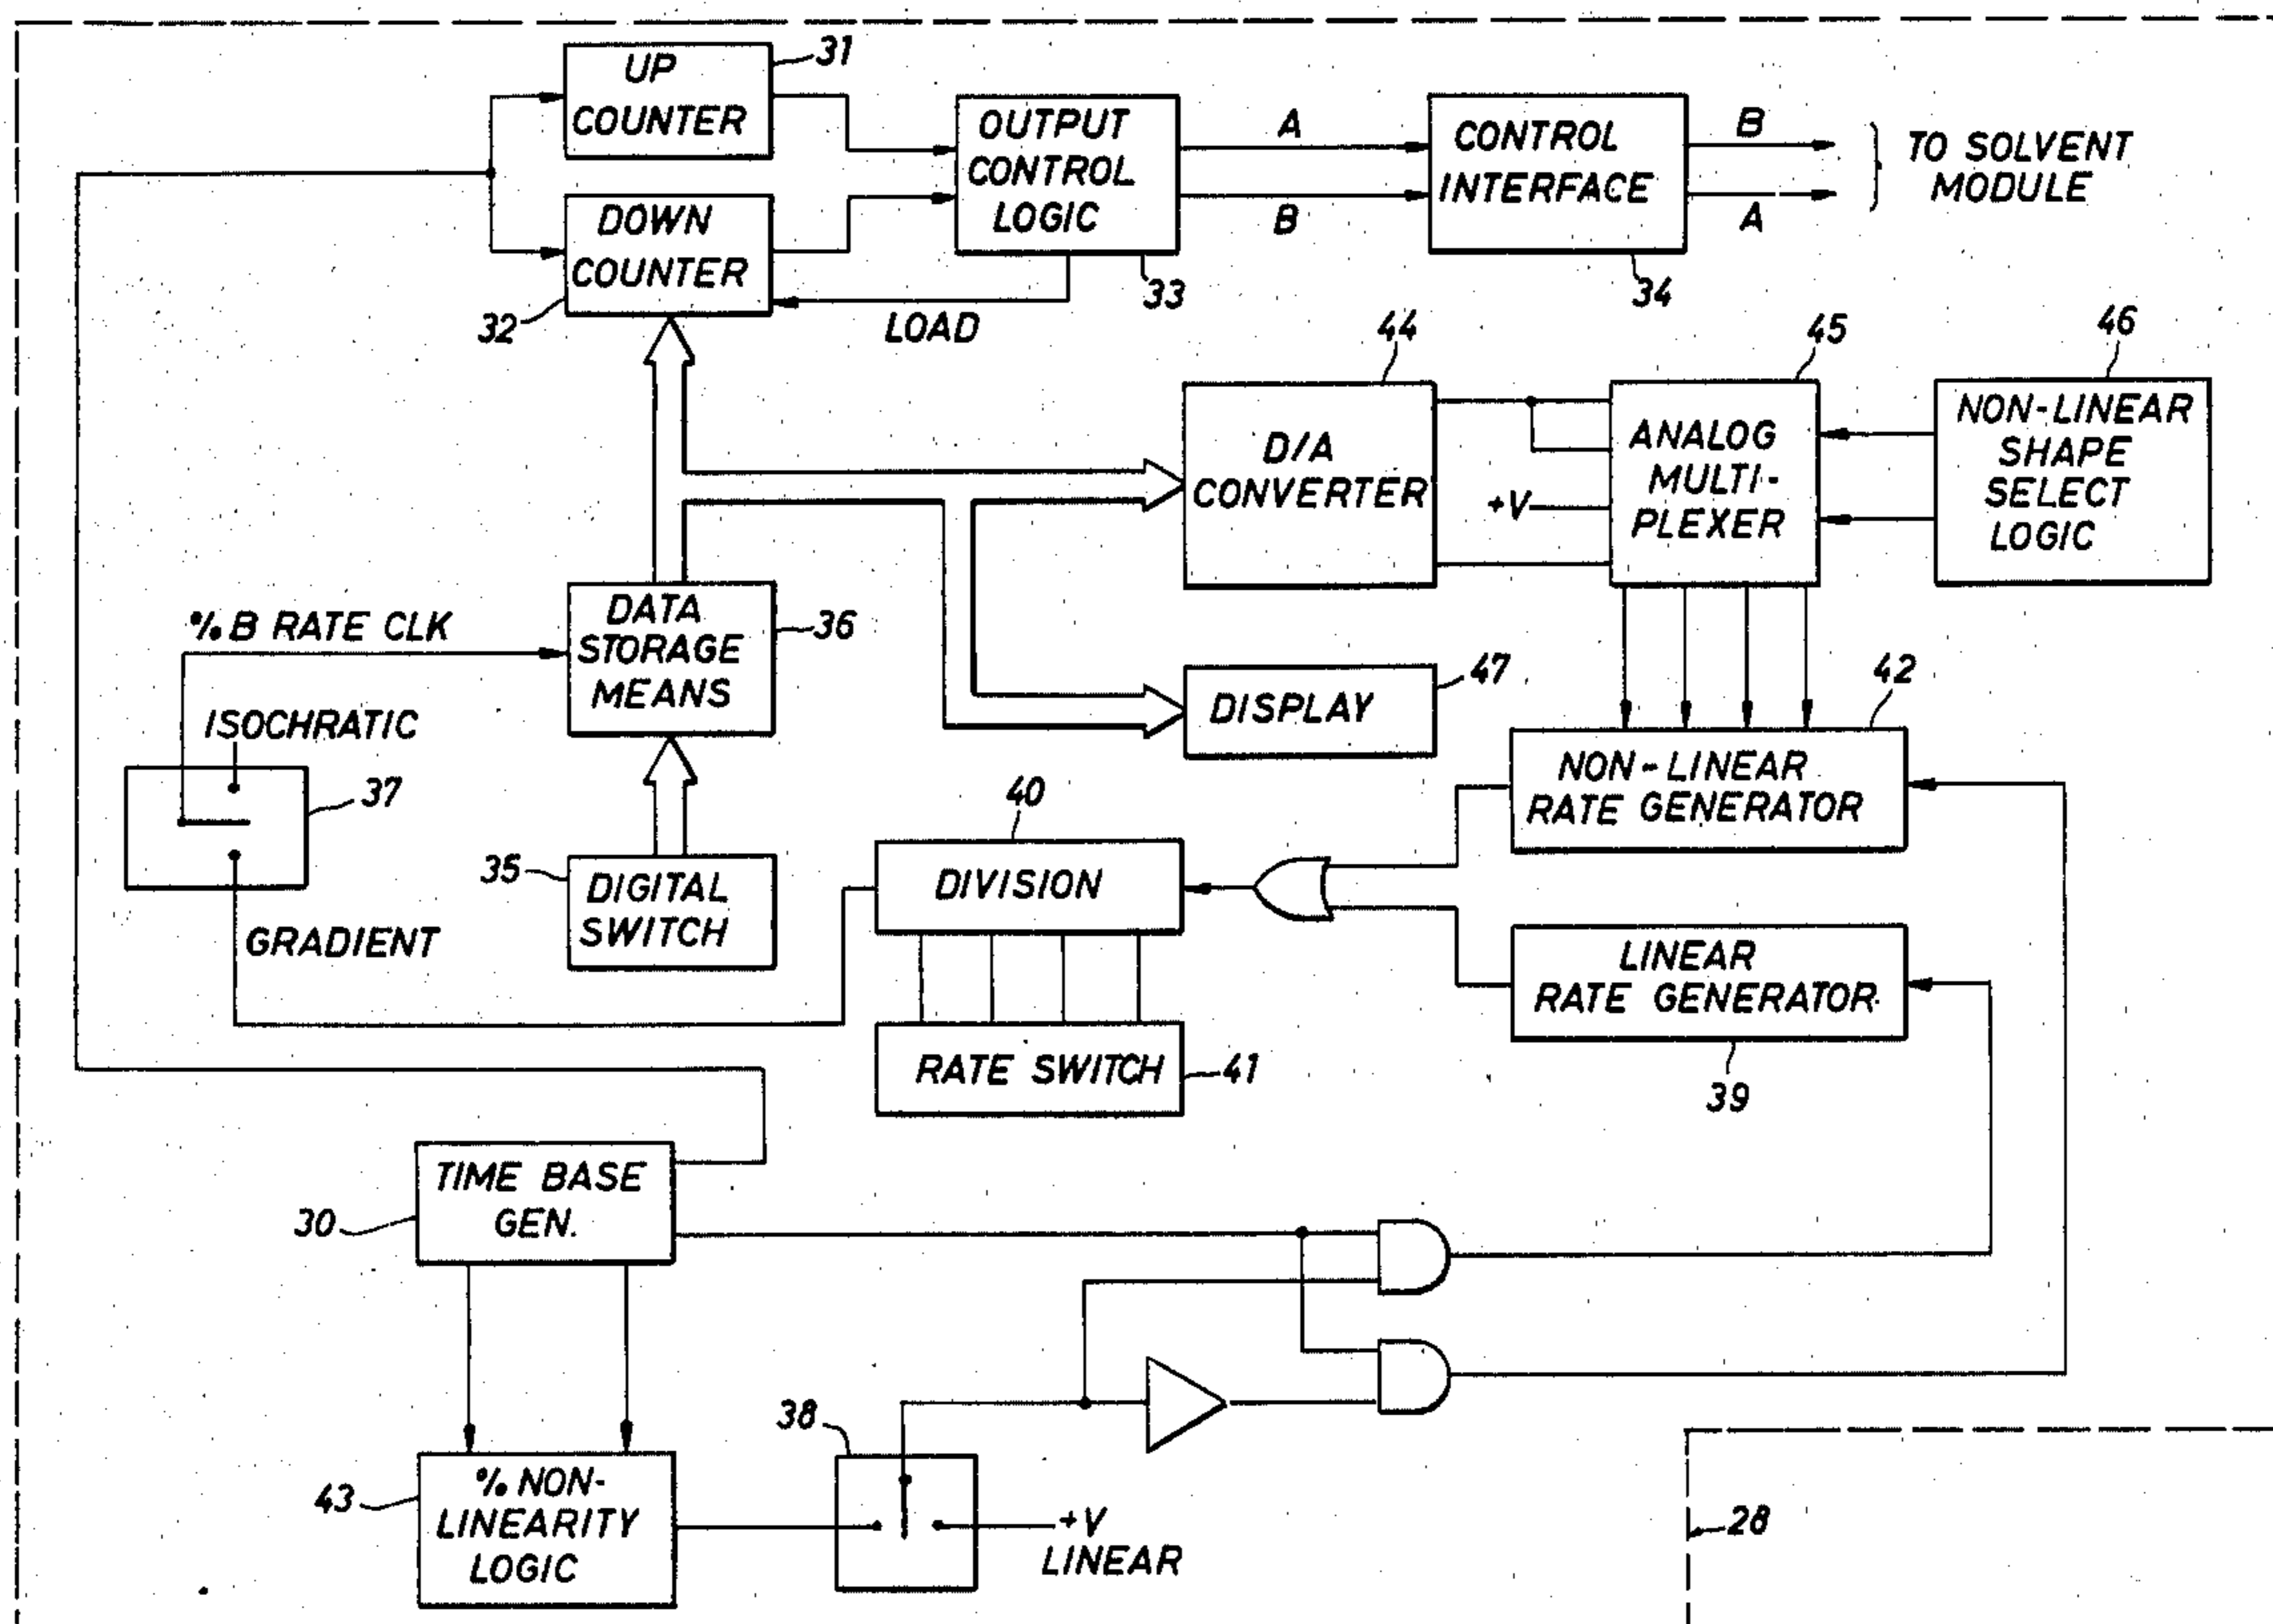 UP
COUNTER
31
DOWN
COUNTER
32
OUTPUT
CONTROL
LOGIC
33
A
B
LOAD
CONTROL
INTERFACE
34
B
A
TO SOLVENT
MODULE
44
D/A
CONVERTER
45
ANALOG
MULTI-
PLEXER
+V
46
NON-LINEAR
SHAPE
SELECT
LOGIC
% B RATE CLK
DATA
STORAGE
MEANS
36
ISOCHRATIC
37
GRADIENT
35
DIGITAL
SWITCH
DISPLAY
47
42
NON-LINEAR
RATE GENERATOR
40
DIVISION
LINEAR
RATE GENERATOR
39
RATE SWITCH
41
TIME BASE
GEN.
30
43
% NON-
LINEARITY
LOGIC
38
+V
LINEAR
28